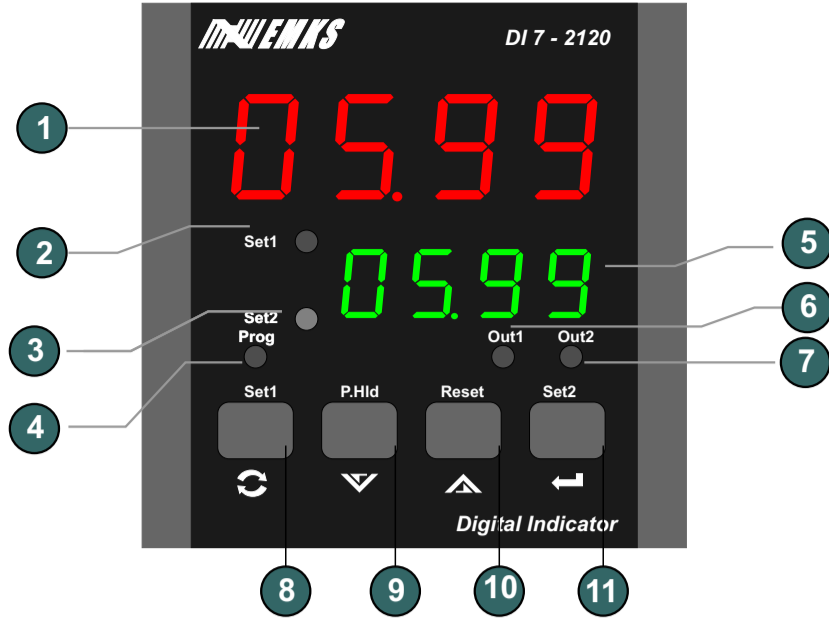 EMKS DI 7 - 2120
1
05.99
2
Set1
05.99
5
6
3
Set2
Prog
Out1 Out2
7
4
Set1 P.Hld Reset Set2
Digital Indicator
8 9 10 11